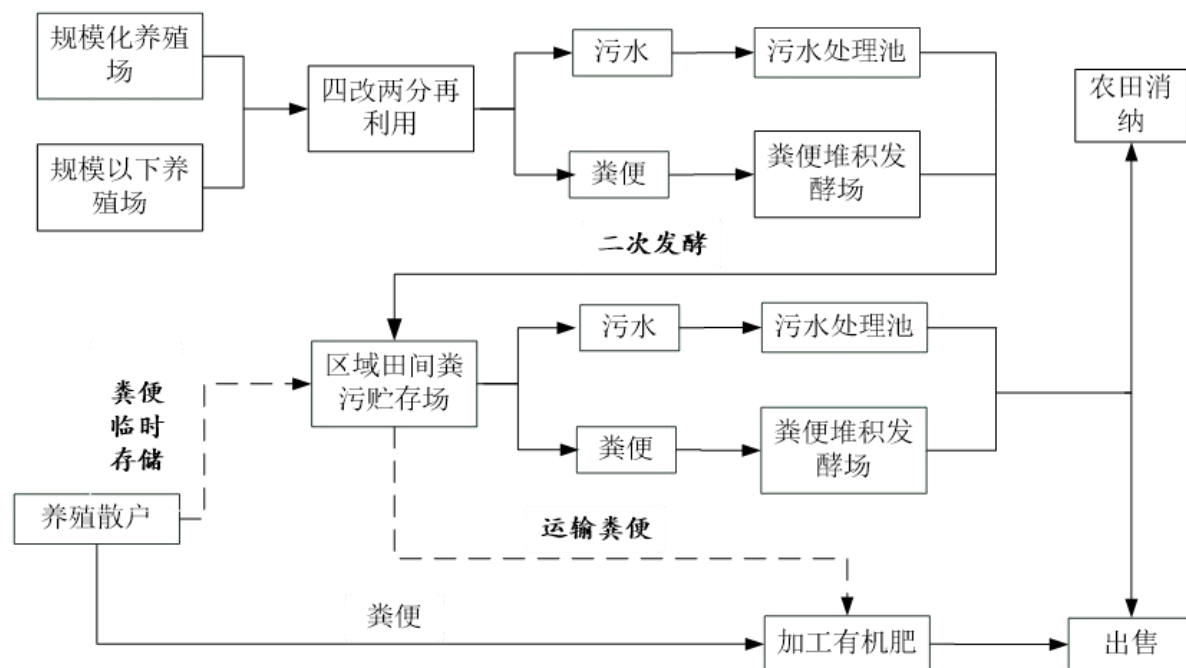 规模化养殖
场
规模以下养
殖场
四改两分再
利用
污水
污水处理池
粪便
粪便堆积发
酵场
农田消
纳
二次发酵
区域田间粪
污贮存场
污水
污水处理池
粪便
粪便堆积发
酵场
粪便
临时
存储
养殖散户
运输粪便
粪便
加工有机肥
出售